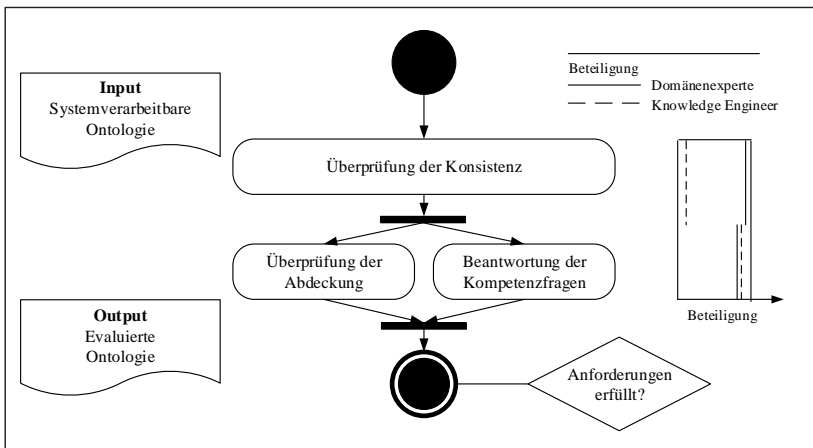 Input
Systemverarbeitbare
Ontologie
Beteiligung
Domänenexperte
Knowledge Engineer
Überprüfung der Konsistenz
Überprüfung der
Abdeckung
Beantwortung der
Kompetenzfragen
Output
Evaluierte
Ontologie
Beteiligung
Anforderungen
erfüllt?